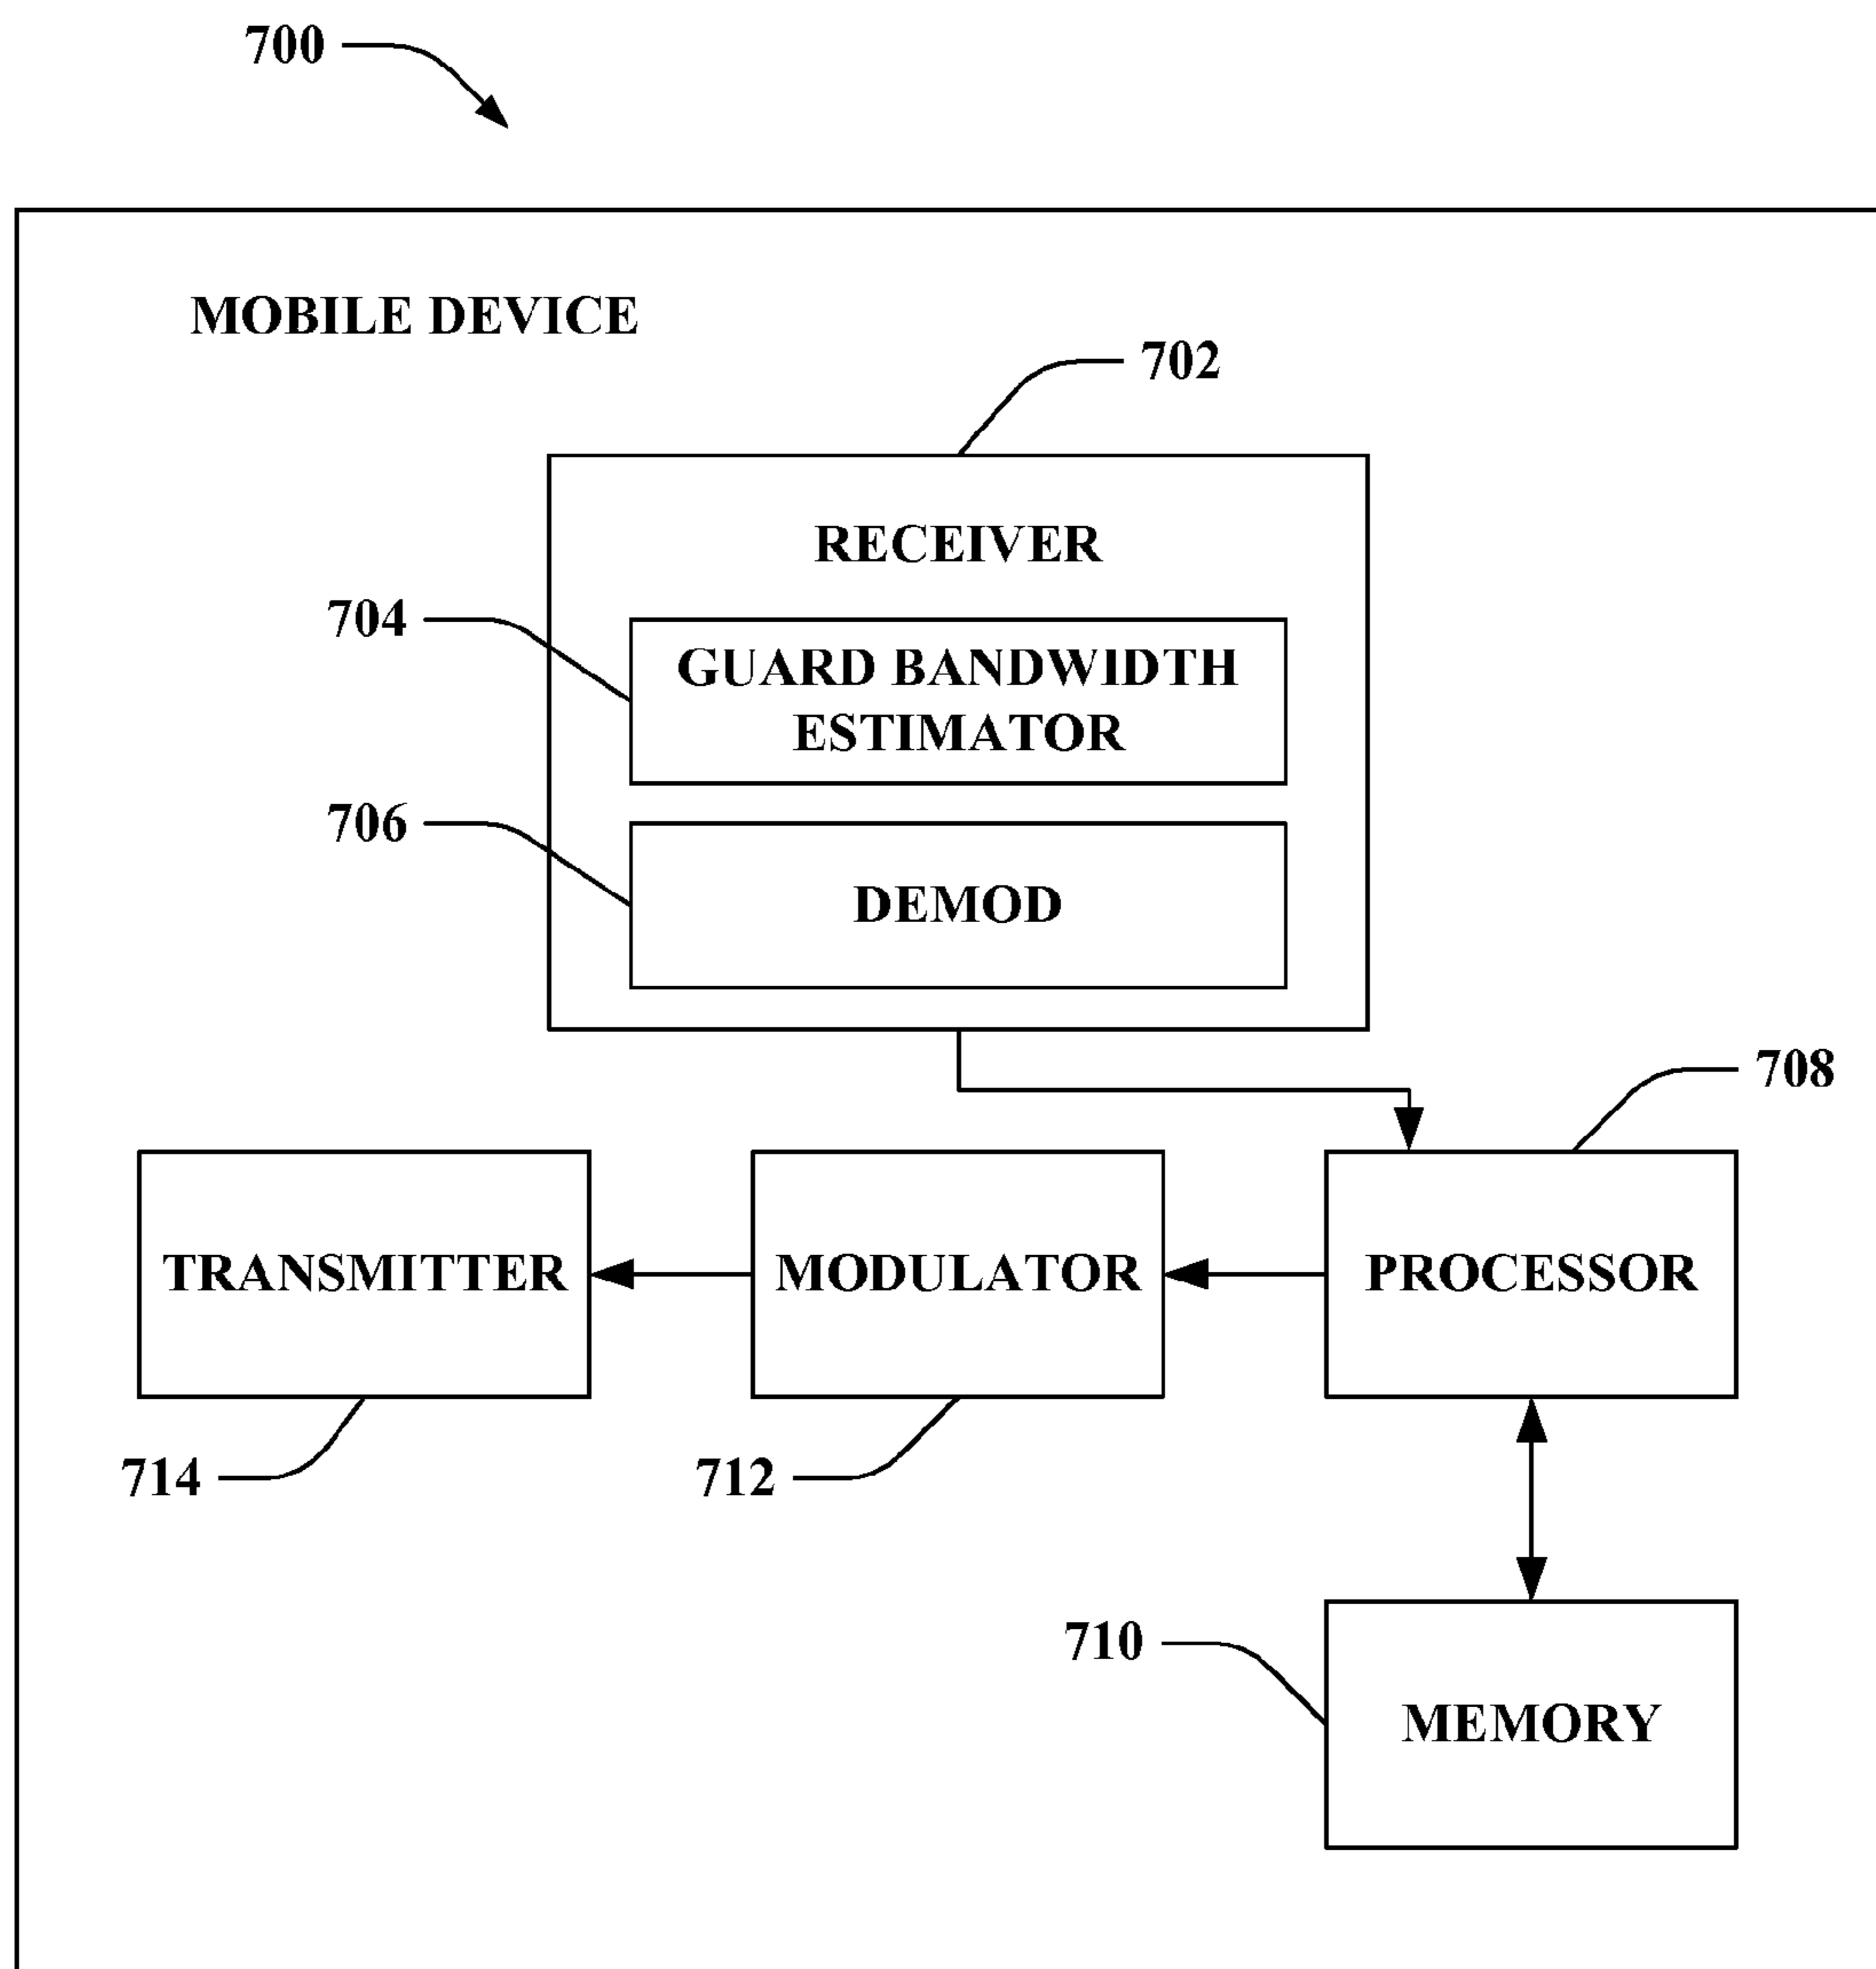 700
MOBILE DEVICE
702
RECEIVER
704
GUARD BANDWIDTH
ESTIMATOR
706
DEMOD
708
TRANSMITTER
MODULATOR
PROCESSOR
714
712
710
MEMORY